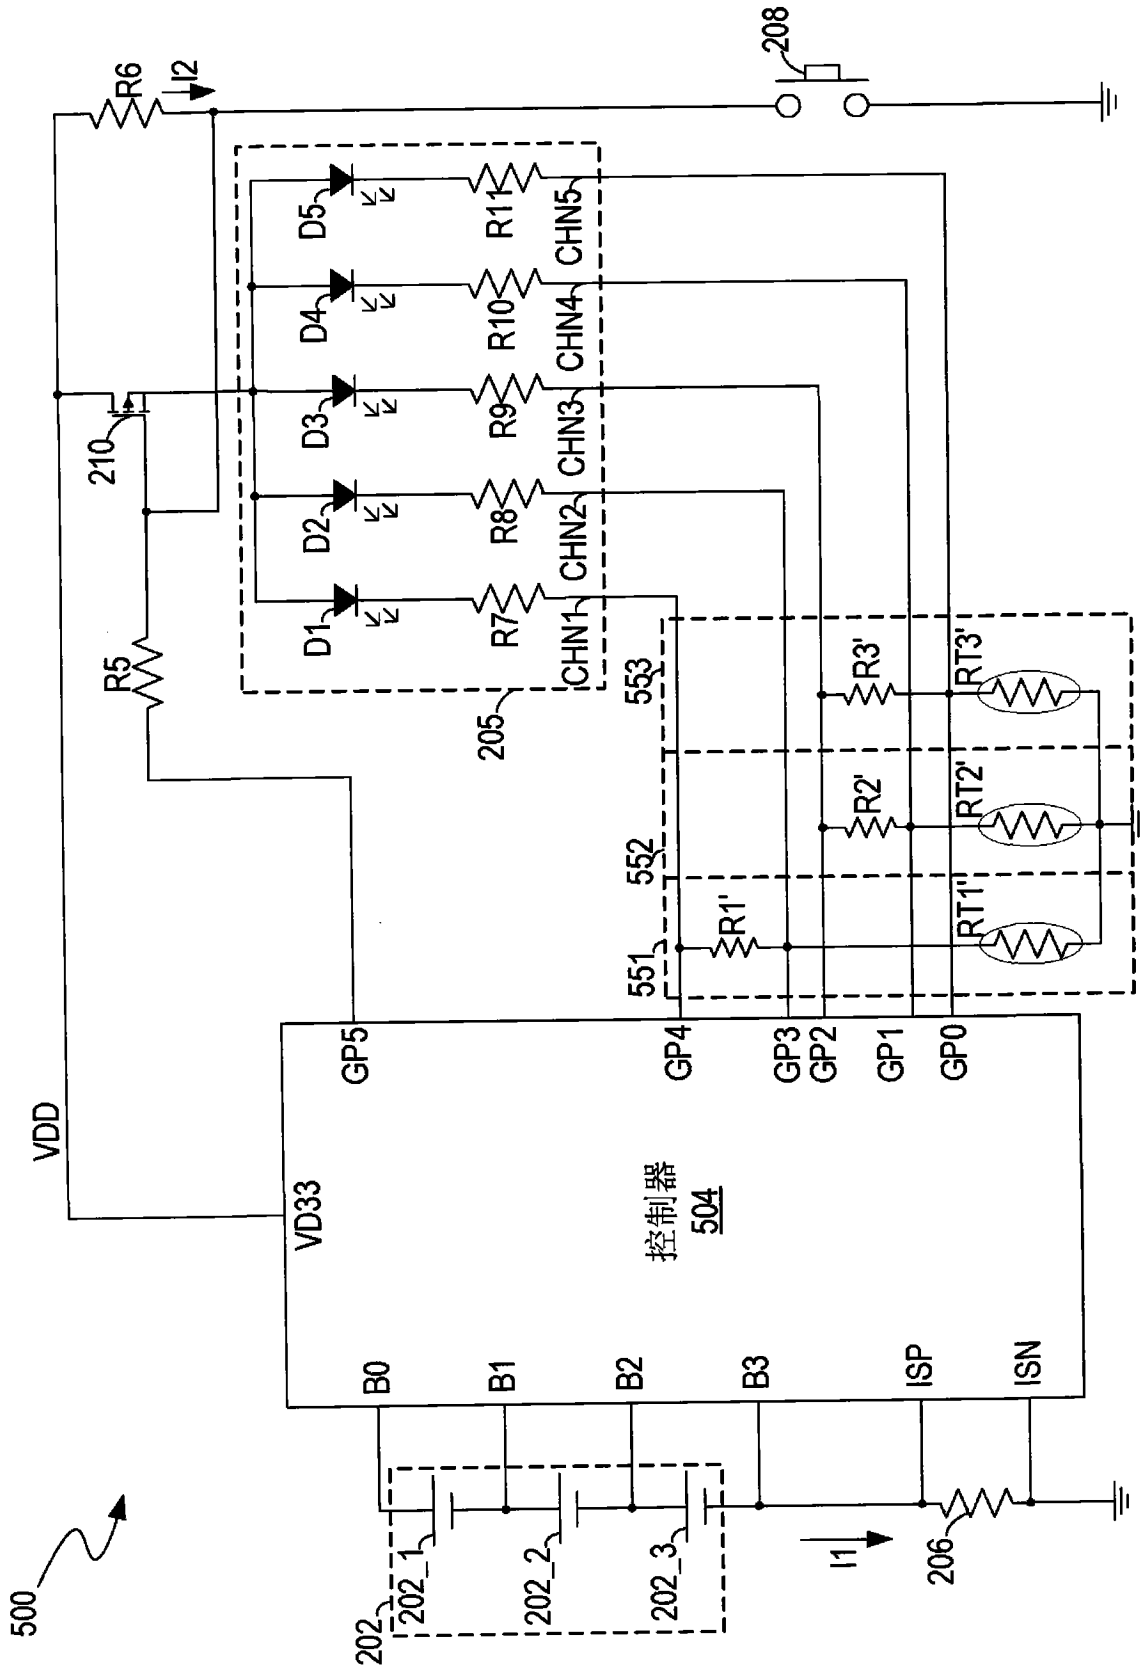 500
VDD
R6
I2
208
210
R5
D1
D2
D3
D4
D5
R7
R8
R9
R10
R11
CHN1
CHN2
CHN3
CHN4
CHN5
205
VD33
GP5
GP4
GP3
GP2
GP1
GP0
控制器
504
B0
B1
B2
B3
ISP
ISN
202
202_1
202_2
202_3
I1
206
551
552
553
R1'
R2'
R3'
RT1'
RT2'
RT3'